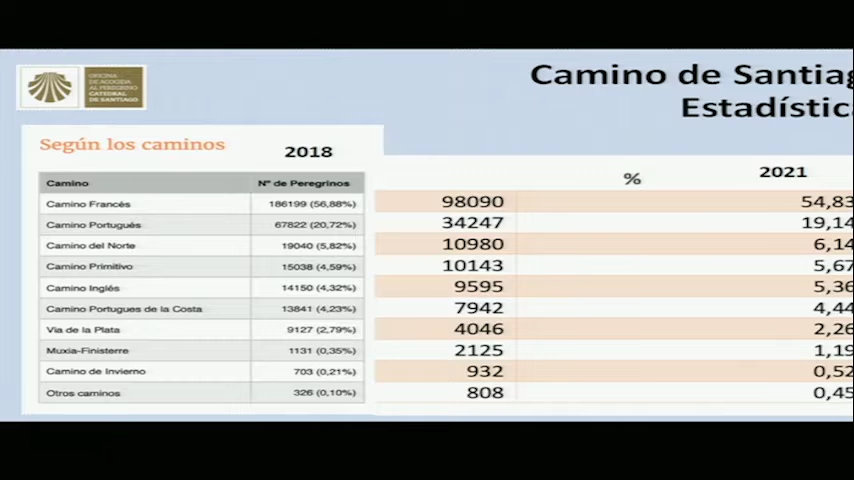 OFICINA
DE ACOGIDA
AL PEREGRINO
CATEDRAL
DE SANTIAGO
Camino de Santiag
Estadística
Según los caminos 2018
% 2021
Camino Nº de Peregrinos
Camino Francés 186199 (56,88%) 98090 54,83
Camino Portugués 67822 (20,72%) 34247 19,14
Camino del Norte 19040 (5,82%) 10980 6,14
Camino Primitivo 15038 (4,59%) 10143 5,67
Camino Inglés 14150 (4,32%) 9595 5,36
Camino Portugues de la Costa 13841 (4,23%) 7942 4,44
Via de la Plata 9127 (2,79%) 4046 2,26
Muxia-Finisterre 1131 (0,35%) 2125 1,19
Camino de Invierno 703 (0,21%) 932 0,52
Otros caminos 326 (0,10%) 808 0,45